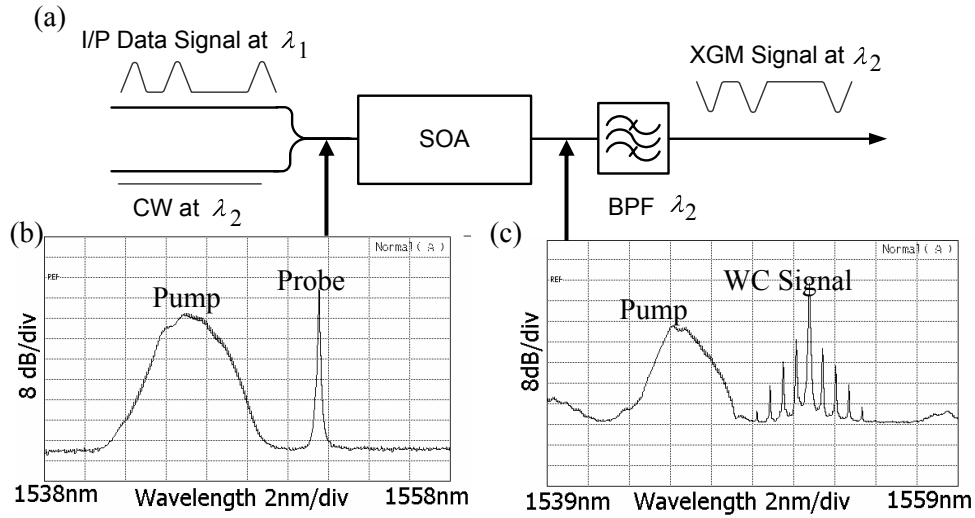 (a)
I/P Data Signal at λ1
XGM Signal at λ2
SOA
CW at λ2
BPF λ2
(b)
(c)
Normal(A)
REF
Probe
Pump
8 dB/div
1538nm
Wavelength 2nm/div
1558nm
Normal(A)
REF
WC Signal
Pump
8dB/div
1539nm
Wavelength 2nm/div
1559nm